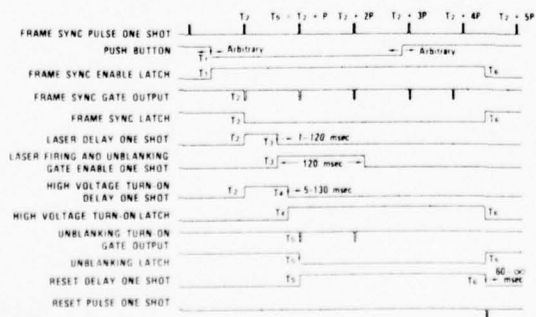 T₂ T₅ = T₂ + P T₂ + 2P T₂ + 3P T₂ + 4P T₂ + 5P
FRAME SYNC PULSE ONE SHOT
PUSH BUTTON T₁ Arbitrary Arbitrary
FRAME SYNC ENABLE LATCH T₁ T₆
FRAME SYNC GATE OUTPUT T₂
FRAME SYNC LATCH T₂ T₆
LASER DELAY ONE SHOT T₂ T₃ 1-120 msec
LASER FIRING AND UNBLANKING
GATE ENABLE ONE SHOT T₃ 120 msec
HIGH VOLTAGE TURN-ON
DELAY ONE SHOT T₂ T₄ 5-130 msec
HIGH VOLTAGE TURN-ON LATCH T₄ T₆
UNBLANKING TURN-ON
GATE OUTPUT T₅
UNBLANKING LATCH T₅ T₆
RESET DELAY ONE SHOT T₅ T₆ 60-∞
msec
RESET PULSE ONE SHOT